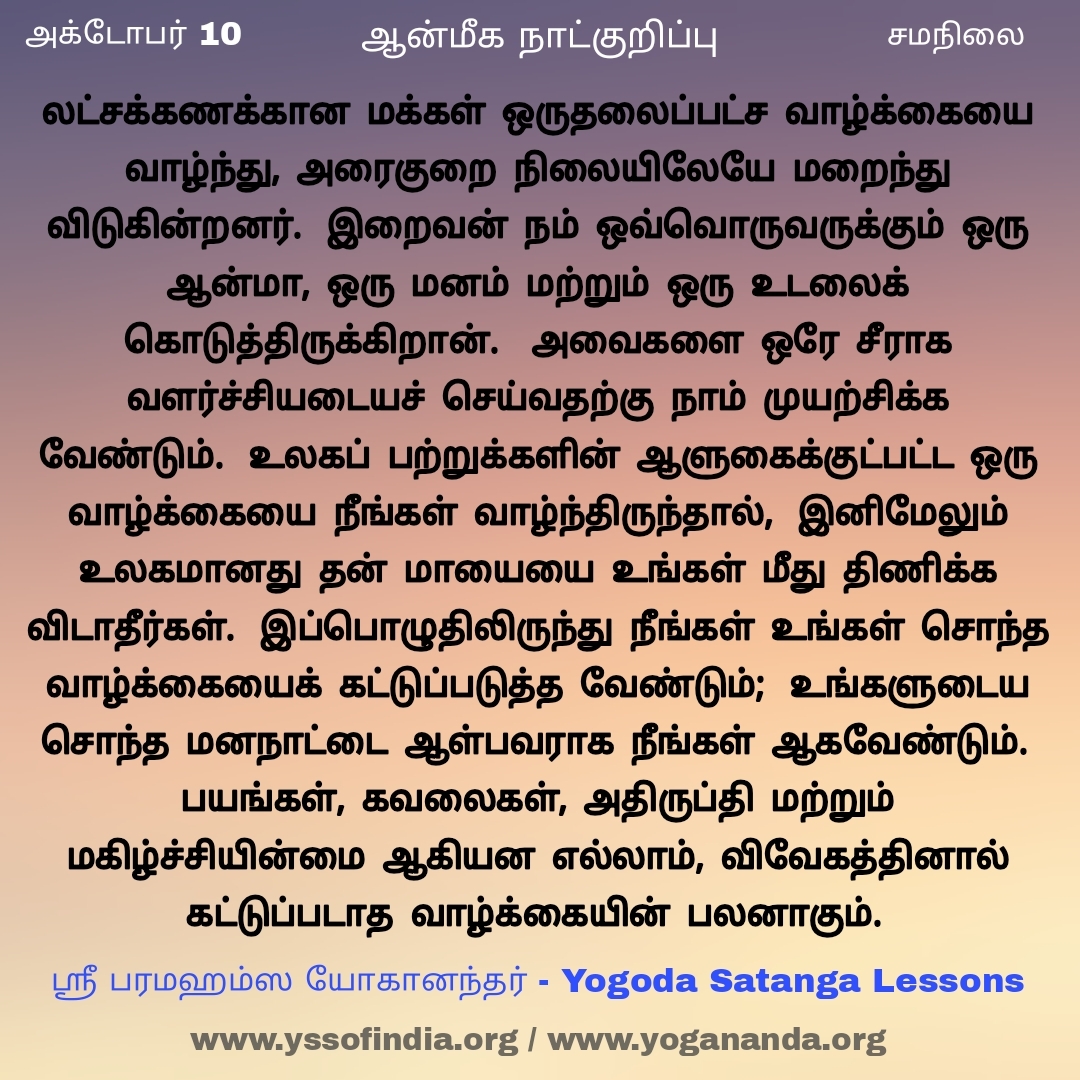 அக்டோபர் 10 ஆன்மீக நாட்குறிப்பு சமநிலை
லட்சக்கணக்கான மக்கள் ஒருதலைப்பட்ச வாழ்க்கையை
வாழ்ந்து, அரைகுறை நிலையிலேயே மறைந்து
விடுகின்றனர். இறைவன் நம் ஒவ்வொருவருக்கும் ஒரு
ஆன்மா, ஒரு மனம் மற்றும் ஒரு உடலைக்
கொடுத்திருக்கிறான். அவைகளை ஒரே சீராக
வளர்ச்சியடையச் செய்வதற்கு நாம் முயற்சிக்க
வேண்டும். உலகப் பற்றுக்களின் ஆளுகைக்குட்பட்ட ஒரு
வாழ்க்கையை நீங்கள் வாழ்ந்திருந்தால், இனிமேலும்
உலகமானது தன் மாயையை உங்கள் மீது திணிக்க
விடாதீர்கள். இப்பொழுதிலிருந்து நீங்கள் உங்கள் சொந்த
வாழ்க்கையைக் கட்டுப்படுத்த வேண்டும்; உங்களுடைய
சொந்த மனநாட்டை ஆள்பவராக நீங்கள் ஆகவேண்டும்.
பயங்கள், கவலைகள், அதிருப்தி மற்றும்
மகிழ்ச்சியின்மை ஆகியன எல்லாம், விவேகத்தினால்
கட்டுப்படாத வாழ்க்கையின் பலனாகும்.
ஸ்ரீ பரமஹம்ஸ யோகானந்தர் - Yogoda Satanga Lessons
www.yssofindia.org / www.yogananda.org